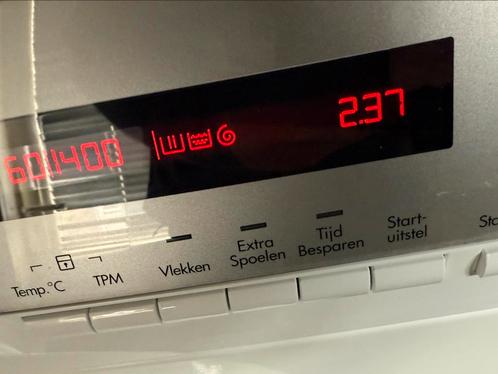 60 1400 2.37
Temp.°C TPM Vlekken Extra Spoelen Tijd Besparen Start-uitstel